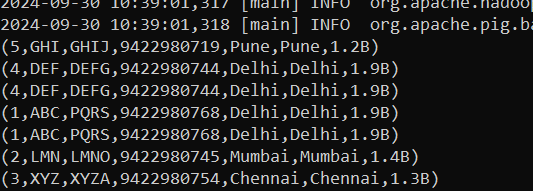 2024-09-30 10:39:01,317 [main] INFO org.apache.hadoop
2024-09-30 10:39:01,318 [main] INFO org.apache.pig.ba
(5,GHI,GHIJ,9422980719,Pune,Pune,1.2B)
(4,DEF,DEFG,9422980744,Delhi,Delhi,1.9B)
(4,DEF,DEFG,9422980744,Delhi,Delhi,1.9B)
(1,ABC,PQRS,9422980768,Delhi,Delhi,1.9B)
(1,ABC,PQRS,9422980768,Delhi,Delhi,1.9B)
(2,LMN,LMNO,9422980745,Mumbai,Mumbai,1.4B)
(3,XYZ,XYZA,9422980754,Chennai,Chennai,1.3B)